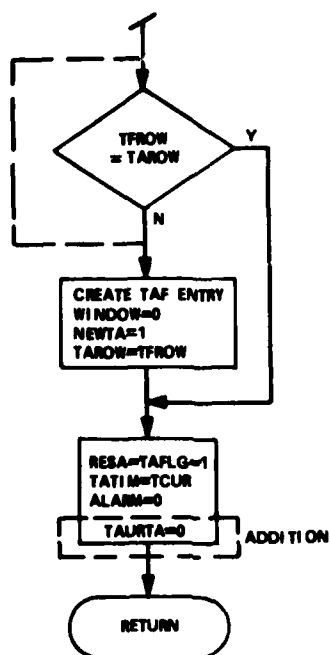 TFROW
= TAROW
Y
N
CREATE TAF ENTRY
WINDOW=0
NEWTA=1
TAROW=TFROW
RESA=TAFLG=1
TATIM=TCUR
ALARM=0
TAURTA=0
ADDITION
RETURN